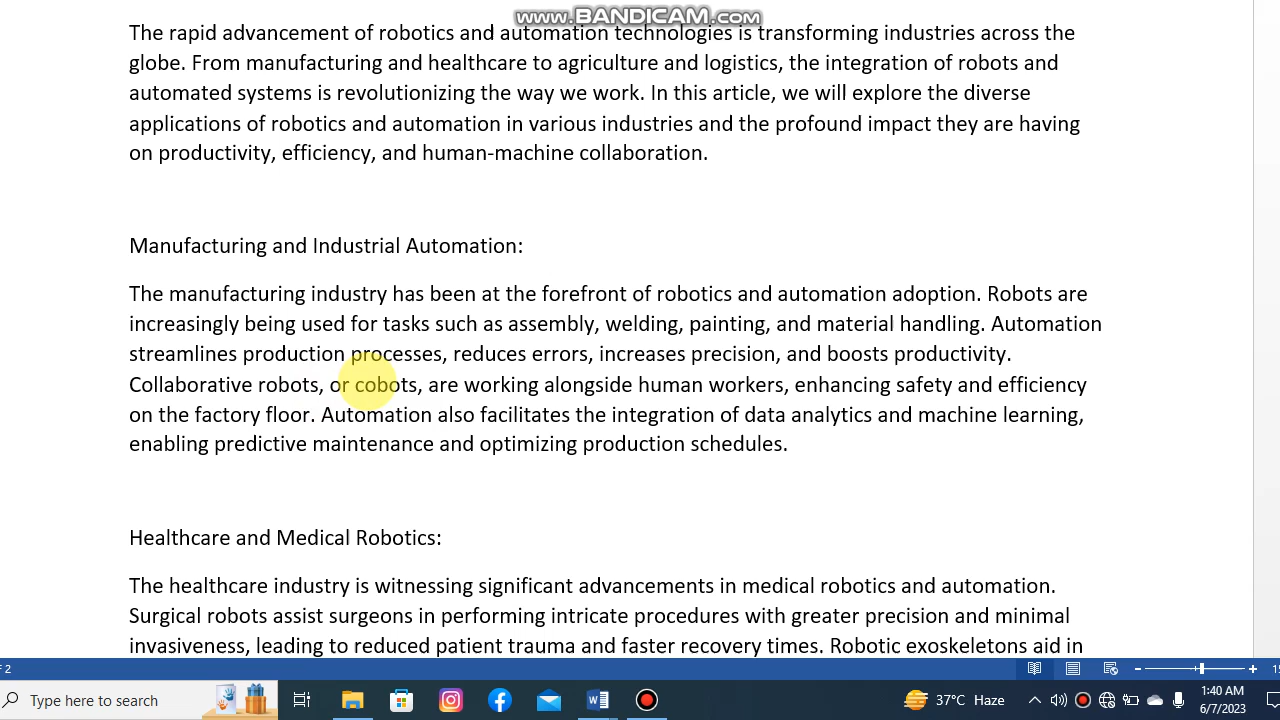 www.BANDICAM.com
The rapid advancement of robotics and automation technologies is transforming industries across the
globe. From manufacturing and healthcare to agriculture and logistics, the integration of robots and
automated systems is revolutionizing the way we work. In this article, we will explore the diverse
applications of robotics and automation in various industries and the profound impact they are having
on productivity, efficiency, and human-machine collaboration.
Manufacturing and Industrial Automation:
The manufacturing industry has been at the forefront of robotics and automation adoption. Robots are
increasingly being used for tasks such as assembly, welding, painting, and material handling. Automation
streamlines production processes, reduces errors, increases precision, and boosts productivity.
Collaborative robots, or cobots, are working alongside human workers, enhancing safety and efficiency
on the factory floor. Automation also facilitates the integration of data analytics and machine learning,
enabling predictive maintenance and optimizing production schedules.
Healthcare and Medical Robotics:
The healthcare industry is witnessing significant advancements in medical robotics and automation.
Surgical robots assist surgeons in performing intricate procedures with greater precision and minimal
invasiveness, leading to reduced patient trauma and faster recovery times. Robotic exoskeletons aid in
2
Type here to search
37°C Haze
1:40 AM
6/7/2023